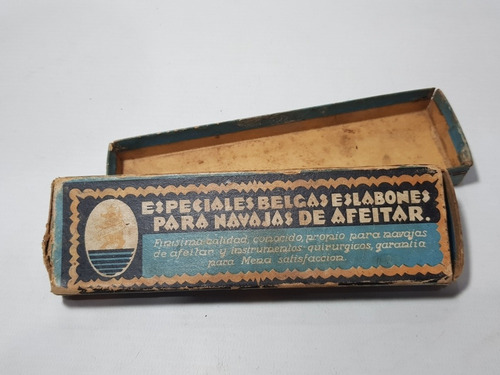 ESPECIALES BELGAS ESLABONES
PARA NAVAJAS DE AFEITAR.
Finisima calidad, conocido, propio para navajas
de afeitar y instrumentos quirurgicos, garantia
para Mena satisfaccion.